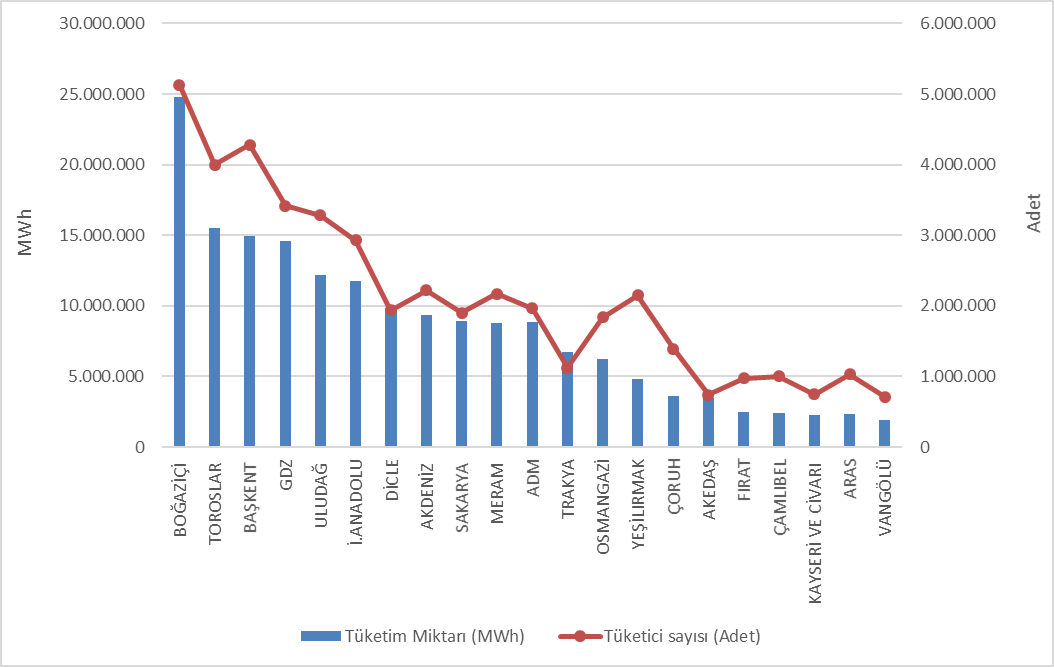 30.000.000
25.000.000
20.000.000
15.000.000
10.000.000
5.000.000
0
MWh
6.000.000
5.000.000
4.000.000
3.000.000
2.000.000
1.000.000
0
Adet
BOĞAZİÇİ
TOROSLAR
BAŞKENT
GDZ
ULUDAĞ
İ.ANADOLU
DİCLE
AKDENİZ
SAKARYA
MERAM
ADM
TRAKYA
OSMANGAZİ
YEŞİLIRMAK
ÇORUH
AKEDAŞ
FIRAT
ÇAMLIBEL
KAYSERİ VE CİVARI
ARAS
VANGÖLÜ
Tüketim Miktarı (MWh)
Tüketici sayısı (Adet)